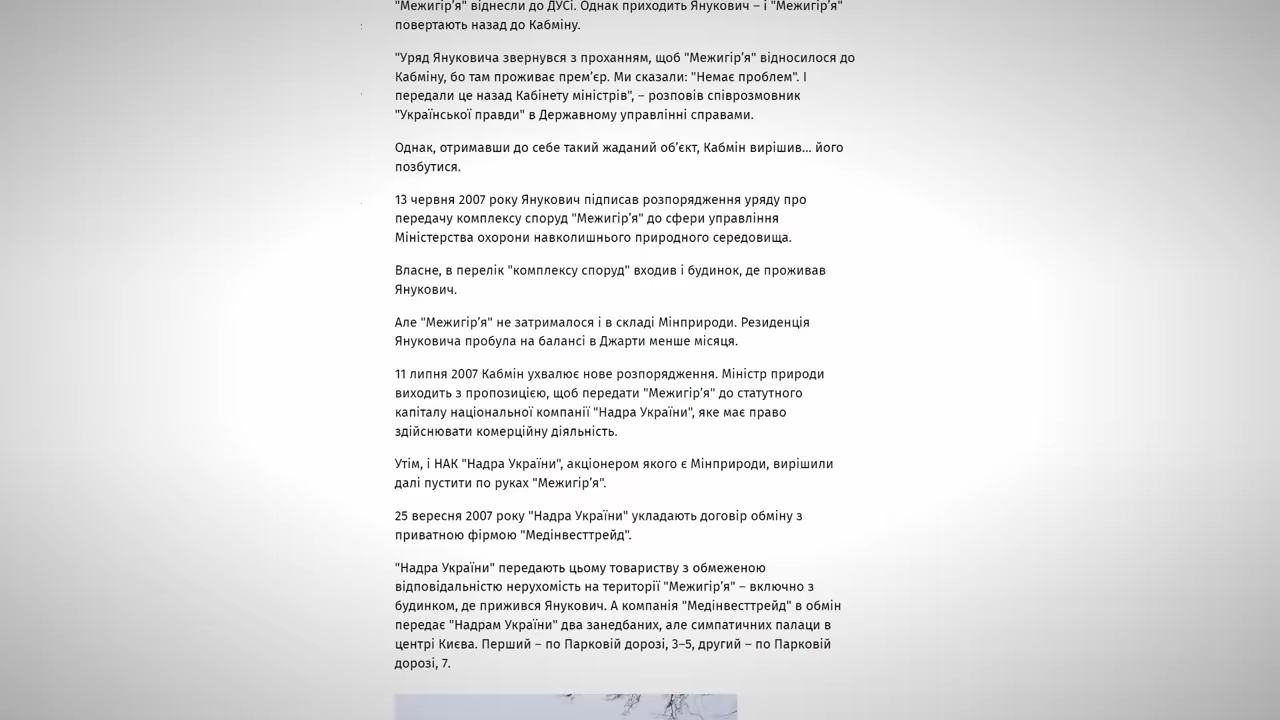 "Межигір’я" віднесли до ДУСі. Однак приходить Янукович – і "Межигір’я"
повертають назад до Кабміну.
"Уряд Януковича звернувся з проханням, щоб "Межигір’я" відносилося до
Кабміну, бо там проживає прем’єр. Ми сказали: "Немає проблем". І
передали це назад Кабінету міністрів", – розповів співрозмовник
"Української правди" в Державному управлінні справами.
Однак, отримавши до себе такий жаданий об’єкт, Кабмін вирішив... його
позбутися.
13 червня 2007 року Янукович підписав розпорядження уряду про
передачу комплексу споруд "Межигір’я" до сфери управління
Міністерства охорони навколишнього природного середовища.
Власне, в перелік "комплексу споруд" входив і будинок, де проживав
Янукович.
Але "Межигір’я" не затрималося і в складі Мінприроди. Резиденція
Януковича пробула на балансі в Джарти менше місяця.
11 липня 2007 Кабмін ухвалює нове розпорядження. Міністр природи
виходить з пропозицією, щоб передати "Межигір’я" до статутного
капіталу національної компанії "Надра України", яке має право
здійснювати комерційну діяльність.
Утім, і НАК "Надра України", акціонером якого є Мінприроди, вирішили
далі пустити по руках "Межигір’я".
25 вересня 2007 року "Надра України" укладають договір обміну з
приватною фірмою "Медінвесттрейд".
"Надра України" передають цьому товариству з обмеженою
відповідальністю нерухомість на території "Межигір’я" – включно з
будинком, де прижився Янукович. А компанія "Медінвесттрейд" в обмін
передає "Надрам України" два занедбаних, але симпатичних палаци в
центрі Києва. Перший – по Парковій дорозі, 3–5, другий – по Парковій
дорозі, 7.